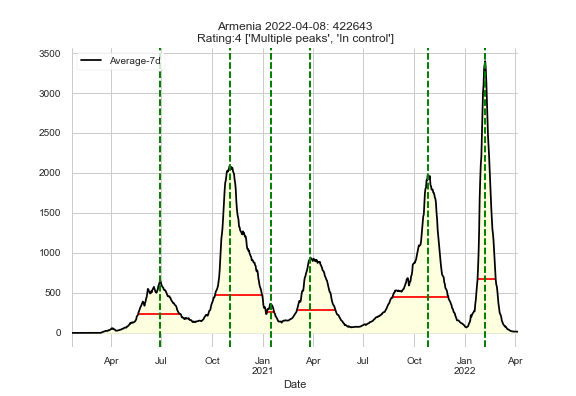 Armenia 2022-04-08: 422643
Rating:4 ['Multiple peaks', 'In control']
Average-7d
3500
3000
2500
2000
1500
1000
500
0
Apr Jul Oct Jan Apr Jul Oct Jan Apr
2021 2022
Date